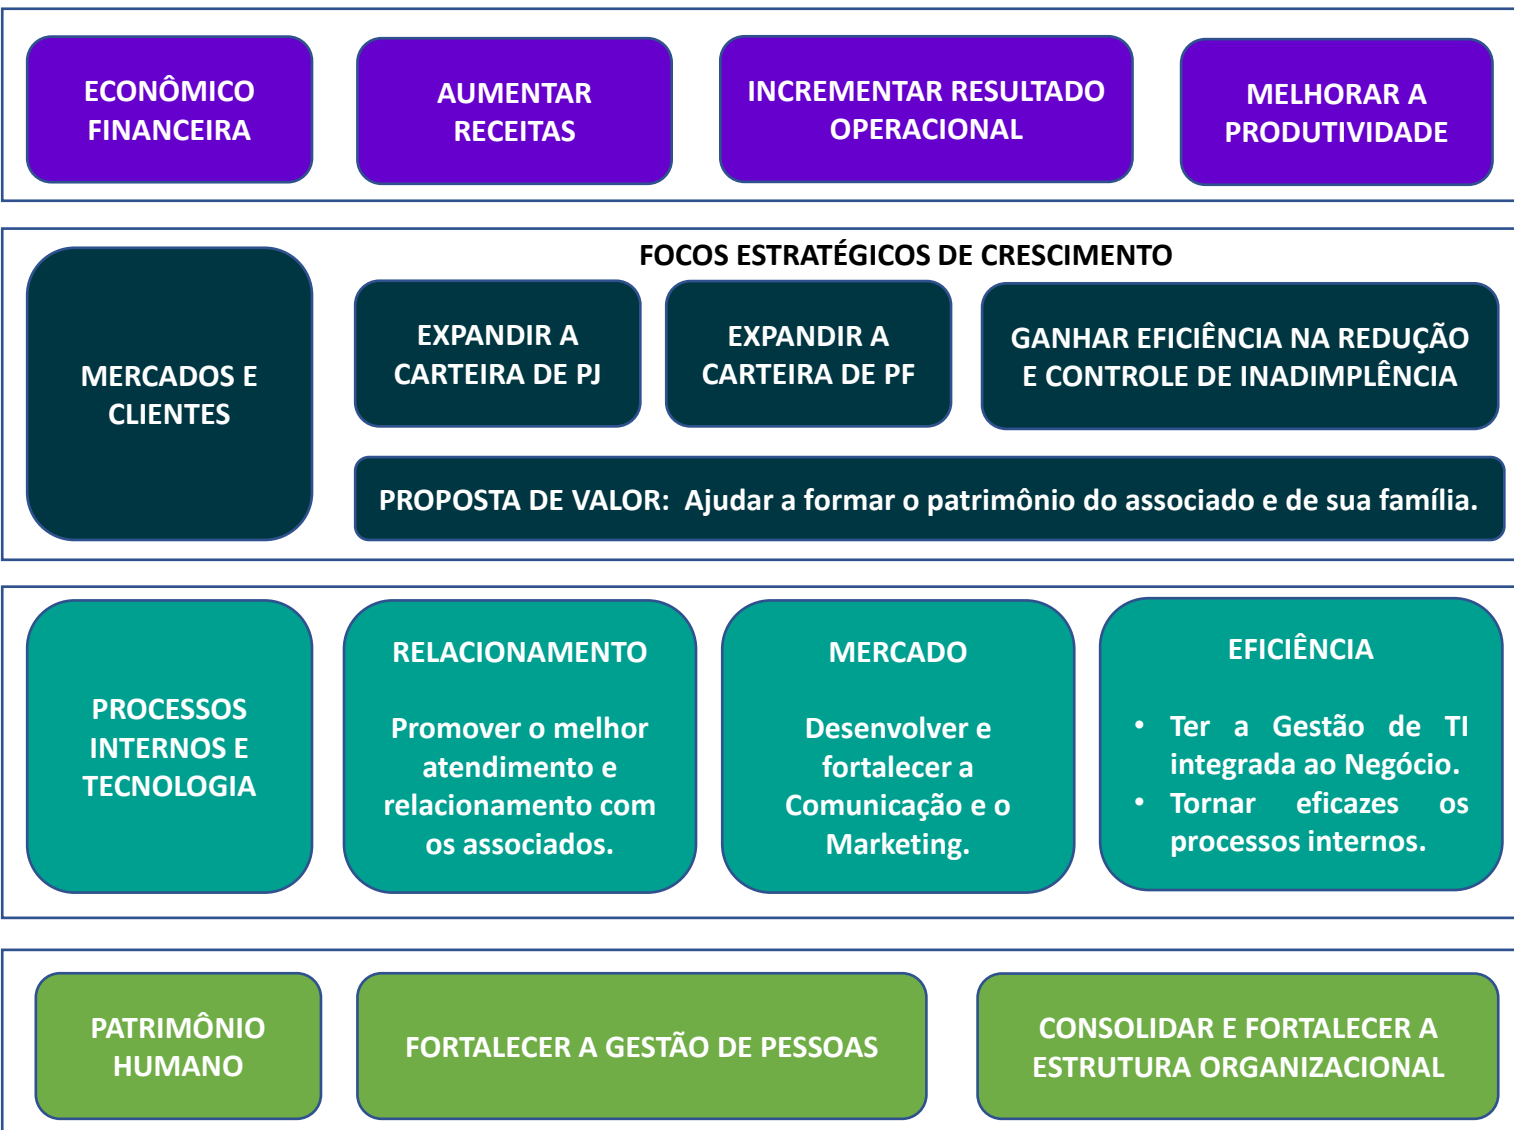 ECONÔMICO
FINANCEIRA
AUMENTAR
RECEITAS
INCREMENTAR RESULTADO
OPERACIONAL
MELHORAR A
PRODUTIVIDADE
FOCOS ESTRATÉGICOS DE CRESCIMENTO
MERCADOS E
CLIENTES
EXPANDIR A
CARTEIRA DE PJ
EXPANDIR A
CARTEIRA DE PF
GANHAR EFICIÊNCIA NA REDUÇÃO
E CONTROLE DE INADIMPLÊNCIA
PROPOSTA DE VALOR: Ajudar a formar o patrimônio do associado e de sua família.
PROCESSOS
INTERNOS E
TECNOLOGIA
RELACIONAMENTO
Promover o melhor
atendimento e
relacionamento com
os associados.
MERCADO
Desenvolver e
fortalecer a
Comunicação e o
Marketing.
EFICIÊNCIA
• Ter a Gestão de TI
integrada ao Negócio.
• Tornar eficazes os
processos internos.
PATRIMÔNIO
HUMANO
FORTALECER A GESTÃO DE PESSOAS
CONSOLIDAR E FORTALECER A
ESTRUTURA ORGANIZACIONAL